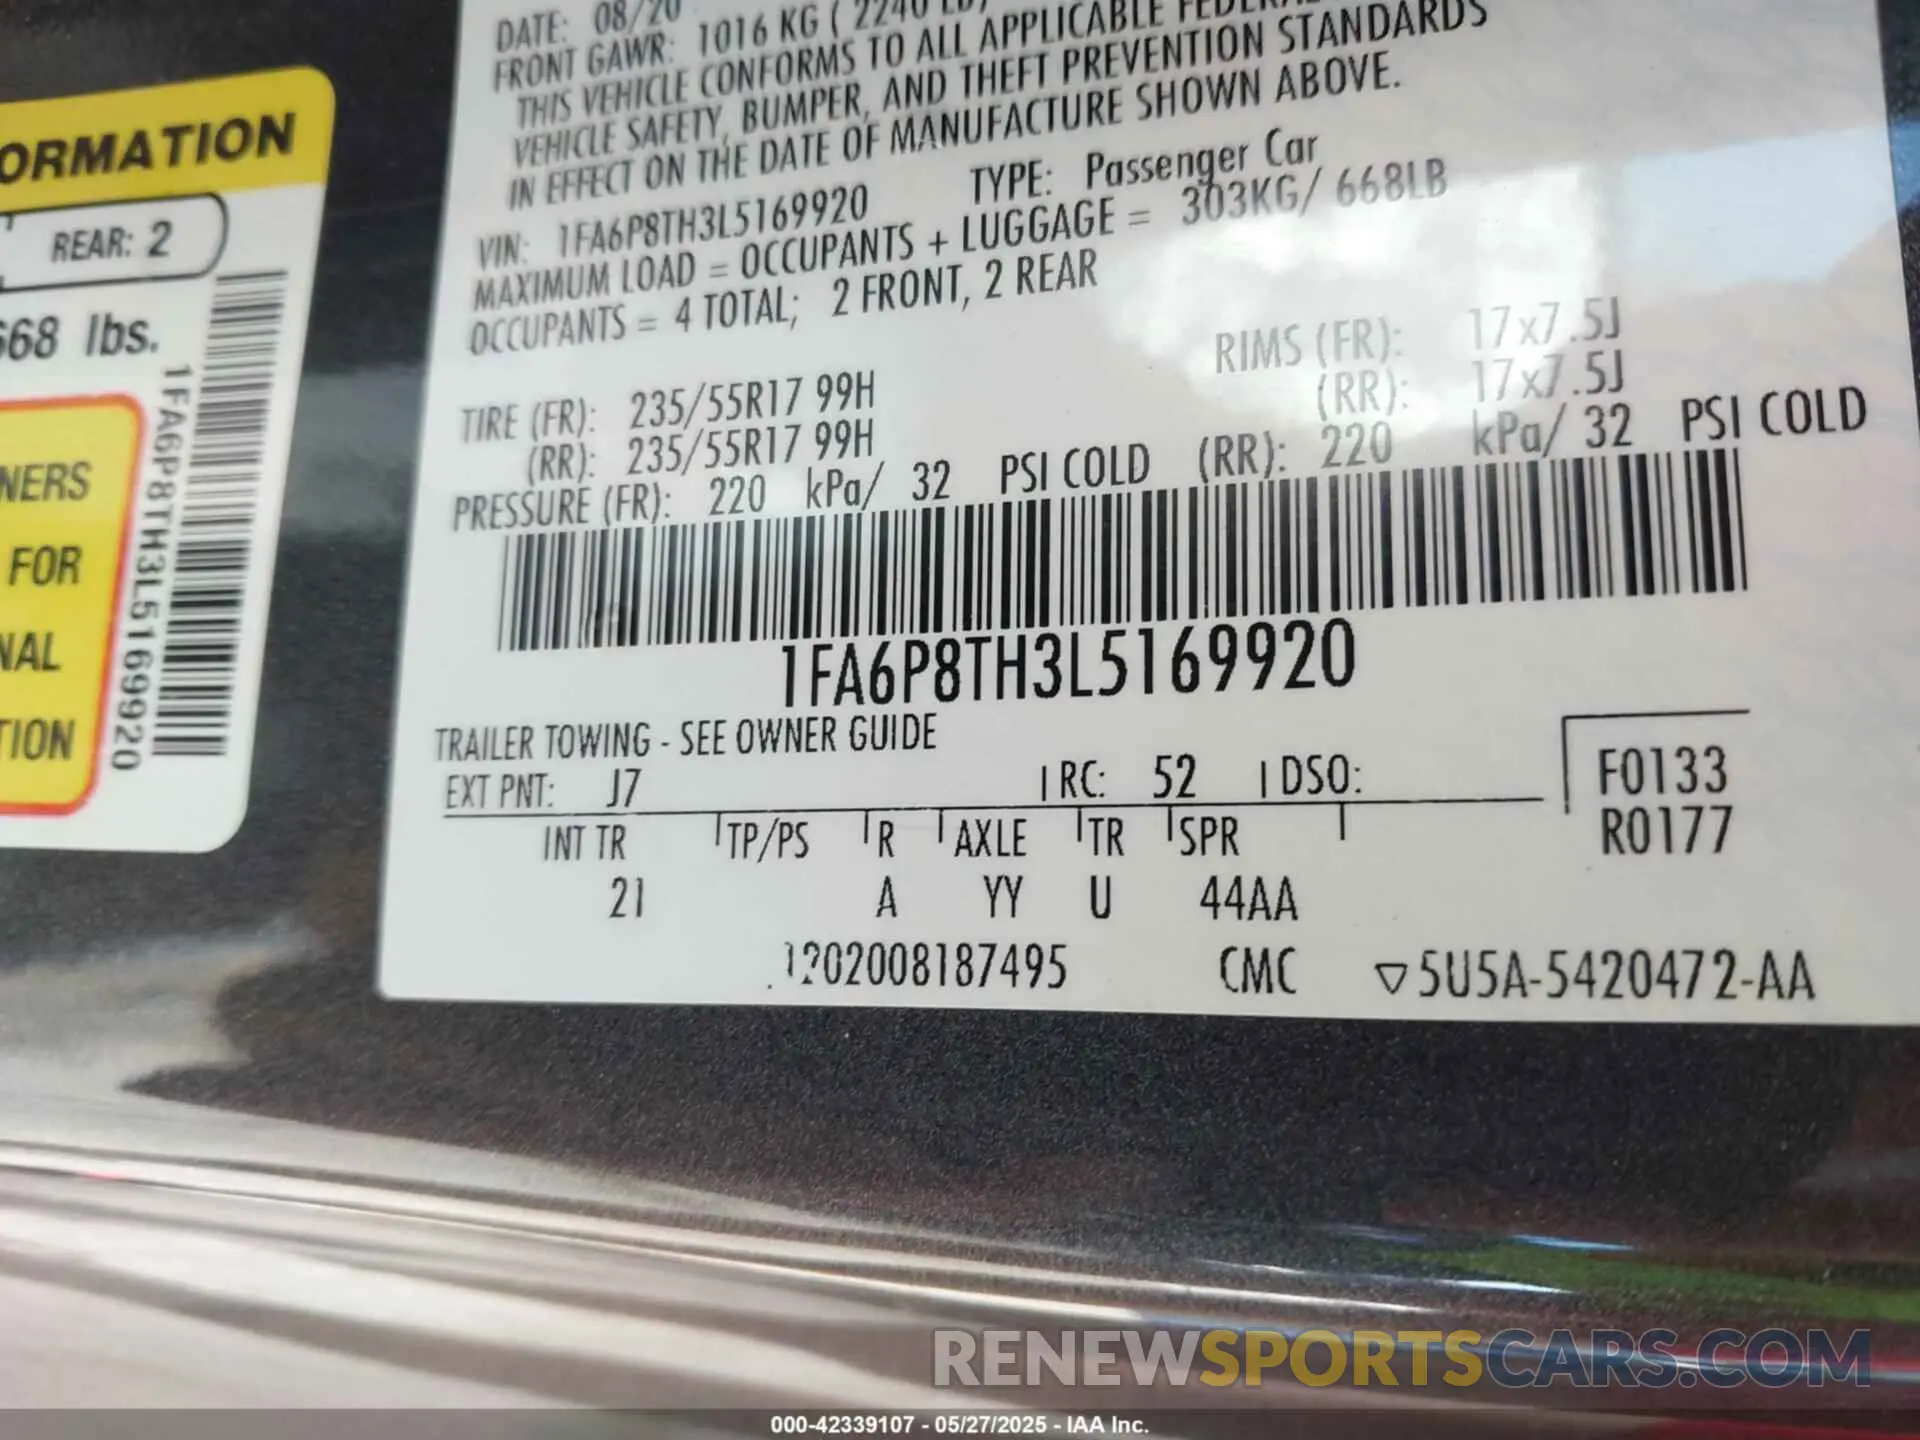 DATE: 08/20
FRONT GAWR: 1016 KG ( 2240 LB)
THIS VEHICLE CONFORMS TO ALL APPLICABLE
VEHICLE SAFETY, BUMPER, AND THEFT PREVENTION STANDARDS
IN EFFECT ON THE DATE OF MANUFACTURE SHOWN ABOVE.
VIN: 1FA6P8TH3L5169920 TYPE: Passenger Car
MAXIMUM LOAD = OCCUPANTS + LUGGAGE = 303KG/ 668LB
OCCUPANTS = 4 TOTAL; 2 FRONT, 2 REAR
TIRE (FR): 235/55R17 99H RIMS (FR): 17x7.5J
(RR): 235/55R17 99H (RR): 17x7.5J
PRESSURE (FR): 220 kPa/ 32 PSI COLD (RR): 220 kPa/ 32 PSI COLD
1FA6P8TH3L5169920
TRAILER TOWING - SEE OWNER GUIDE
EXT PNT: J7 RC: 52 DSO: F0133
R0177
INT TR TP/PS R AXLE TR SPR
21 A YY U 44AA
1202008187495 CMC ▽5U5A-5420472-AA
ORMATION
REAR: 2
668 lbs.
1FA6P8TH3L5169920
NERS
FOR
NAL
TION
RENEWSPORTSCARS.COM
000-42339107 - 05/27/2025 - IAA Inc.